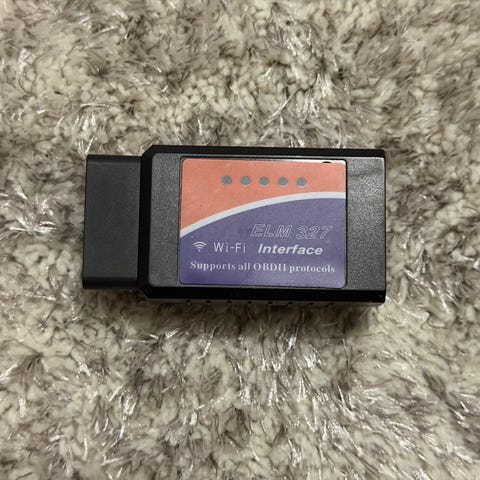 ELM 327
Wi-Fi Interface
Supports all OBDII protocols